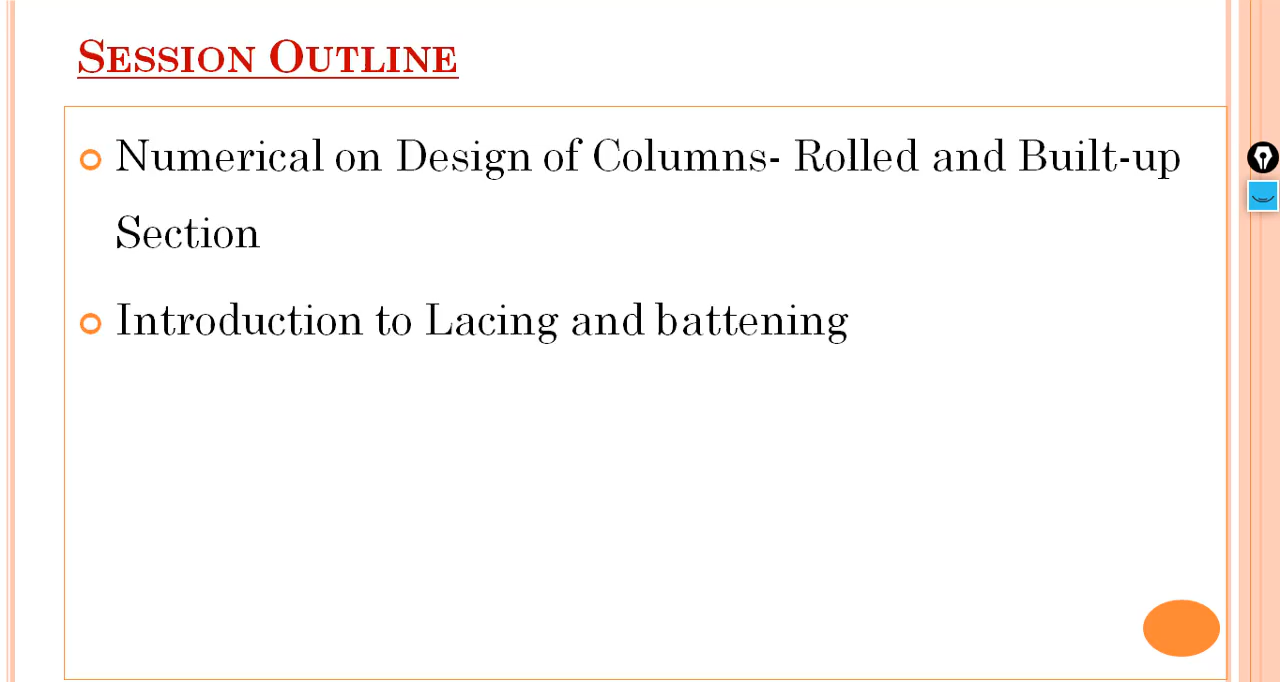 SESSION OUTLINE
Numerical on Design of Columns- Rolled and Built-up
Section
Introduction to Lacing and battening